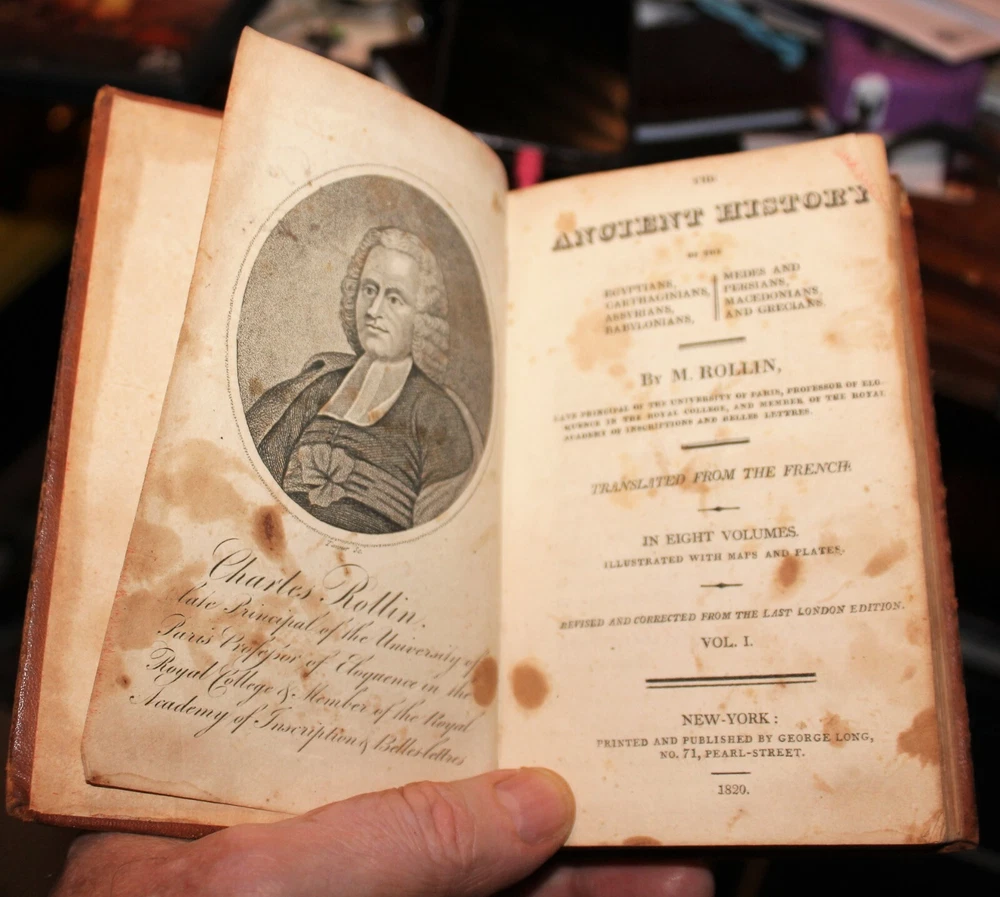 Charles Rollin.
late Principal of the University of
Paris Professor of Eloquence in the
Royal College & Member of the Royal
Academy of Inscription & Belles-lettres
THE
ANCIENT HISTORY
OF THE
EGYPTIANS,
CARTHAGINIANS,
ASSYRIANS,
BABYLONIANS,
MEDES AND
PERSIANS,
MACEDONIANS,
AND GRECIANS.
BY M. ROLLIN,
LATE PRINCIPAL OF THE UNIVERSITY OF PARIS, PROFESSOR OF ELO-
QUENCE IN THE ROYAL COLLEGE, AND MEMBER OF THE ROYAL
ACADEMY OF INSCRIPTIONS AND BELLES LETTRES.
TRANSLATED FROM THE FRENCH.
IN EIGHT VOLUMES.
ILLUSTRATED WITH MAPS AND PLATES.
REVISED AND CORRECTED FROM THE LAST LONDON EDITION.
VOL. I.
NEW-YORK:
PRINTED AND PUBLISHED BY GEORGE LONG,
NO. 71, PEARL-STREET.
1820.